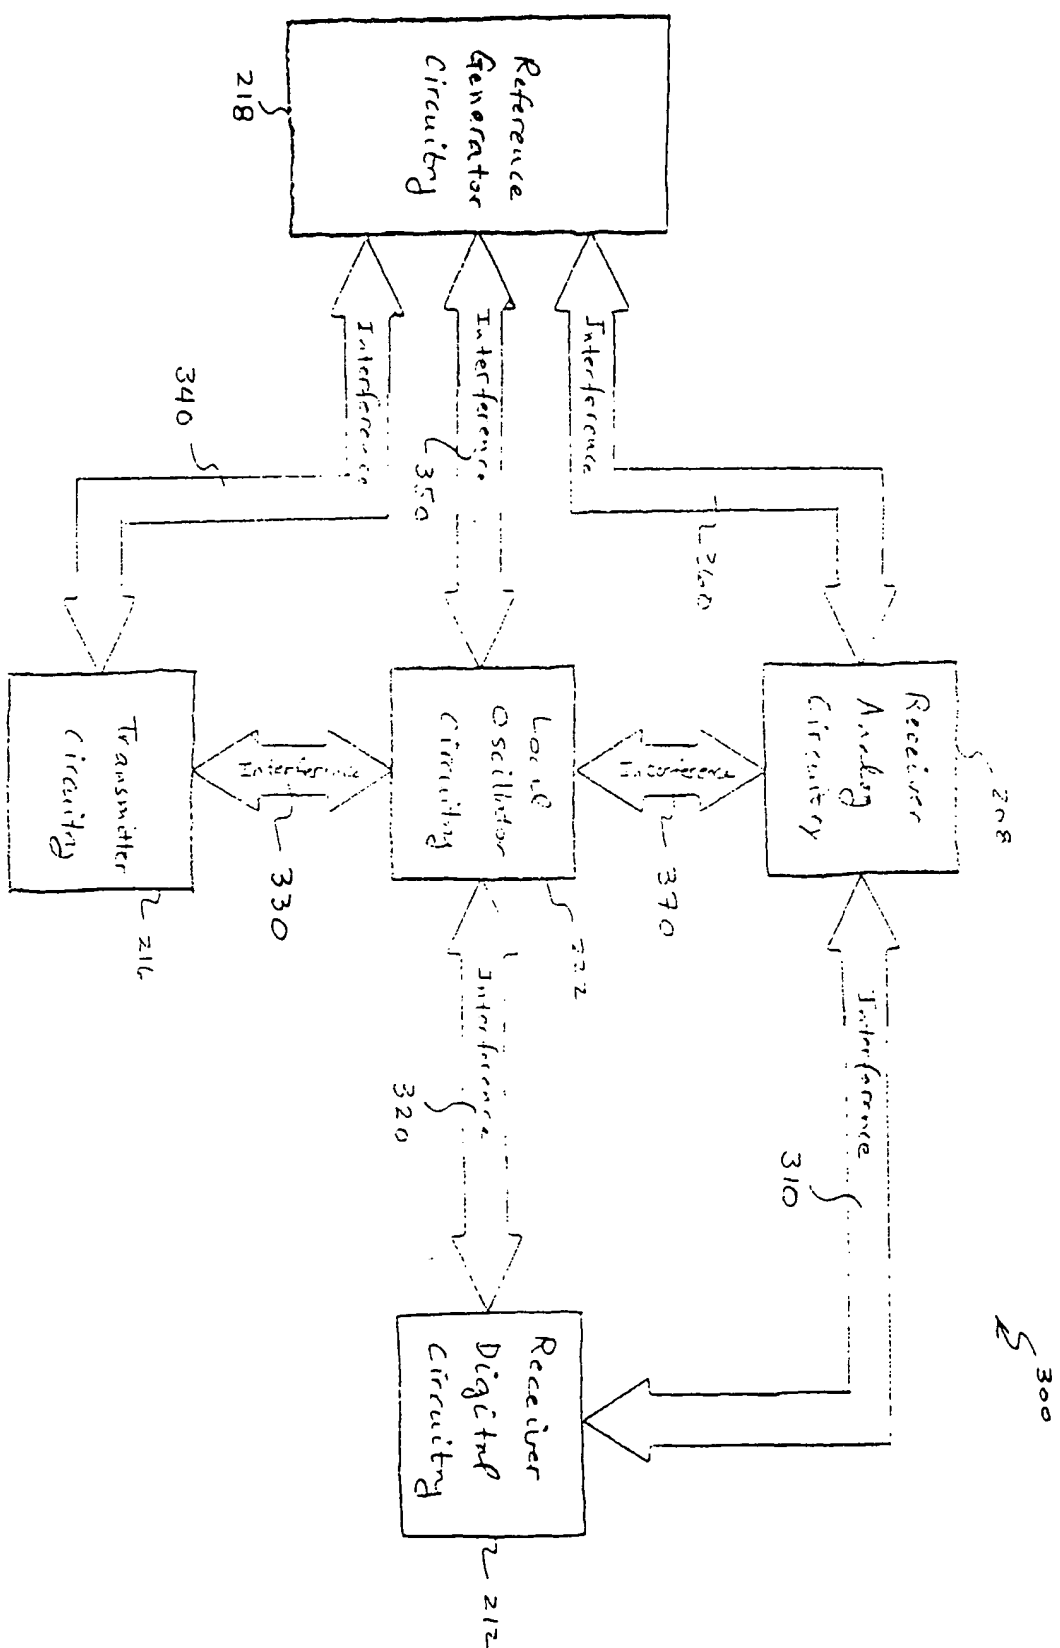 300
208
Receiver
Analog
Circuitry
Interference
310
Interference
Interference
370
Reference
Generator
Circuitry
218
Interference
350
Local
Oscillator
Circuitry
222
Interference
320
Receiver
Digital
Circuitry
212
Interference
340
Interference
330
Transmitter
Circuitry